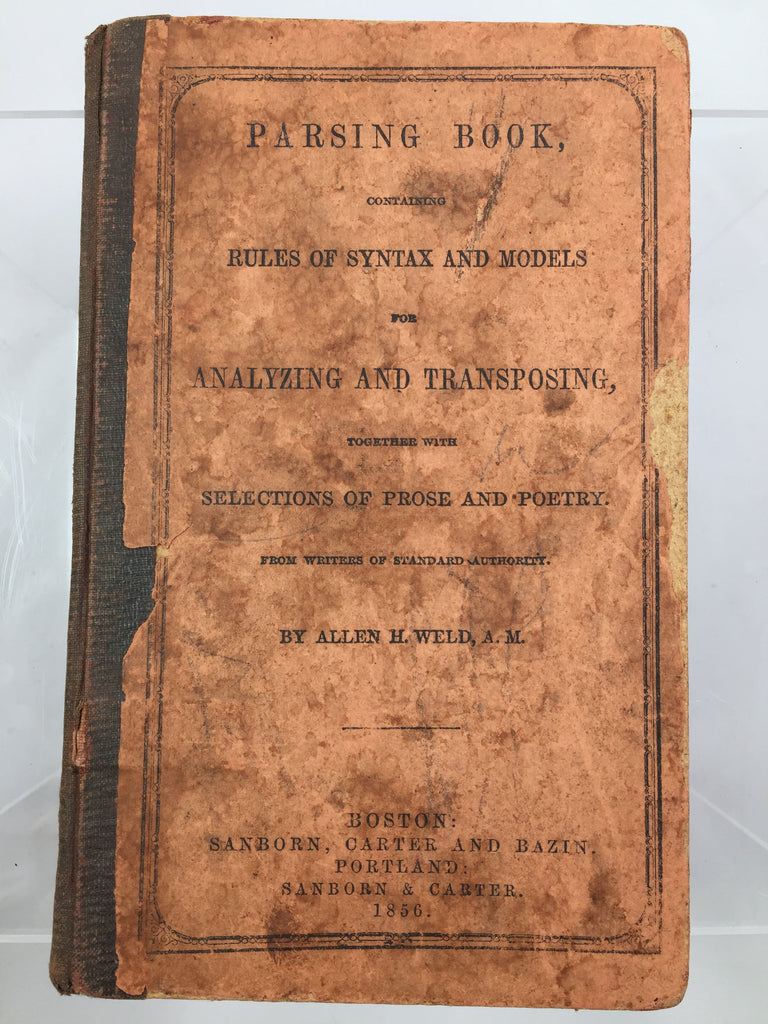 PARSING BOOK,
CONTAINING
RULES OF SYNTAX AND MODELS
FOR
ANALYZING AND TRANSPOSING,
TOGETHER WITH
SELECTIONS OF PROSE AND POETRY.
FROM WRITERS OF STANDARD AUTHORITY.
BY ALLEN H. WELD, A. M.
BOSTON:
SANBORN, CARTER AND BAZIN.
PORTLAND:
SANBORN & CARTER.
1856.